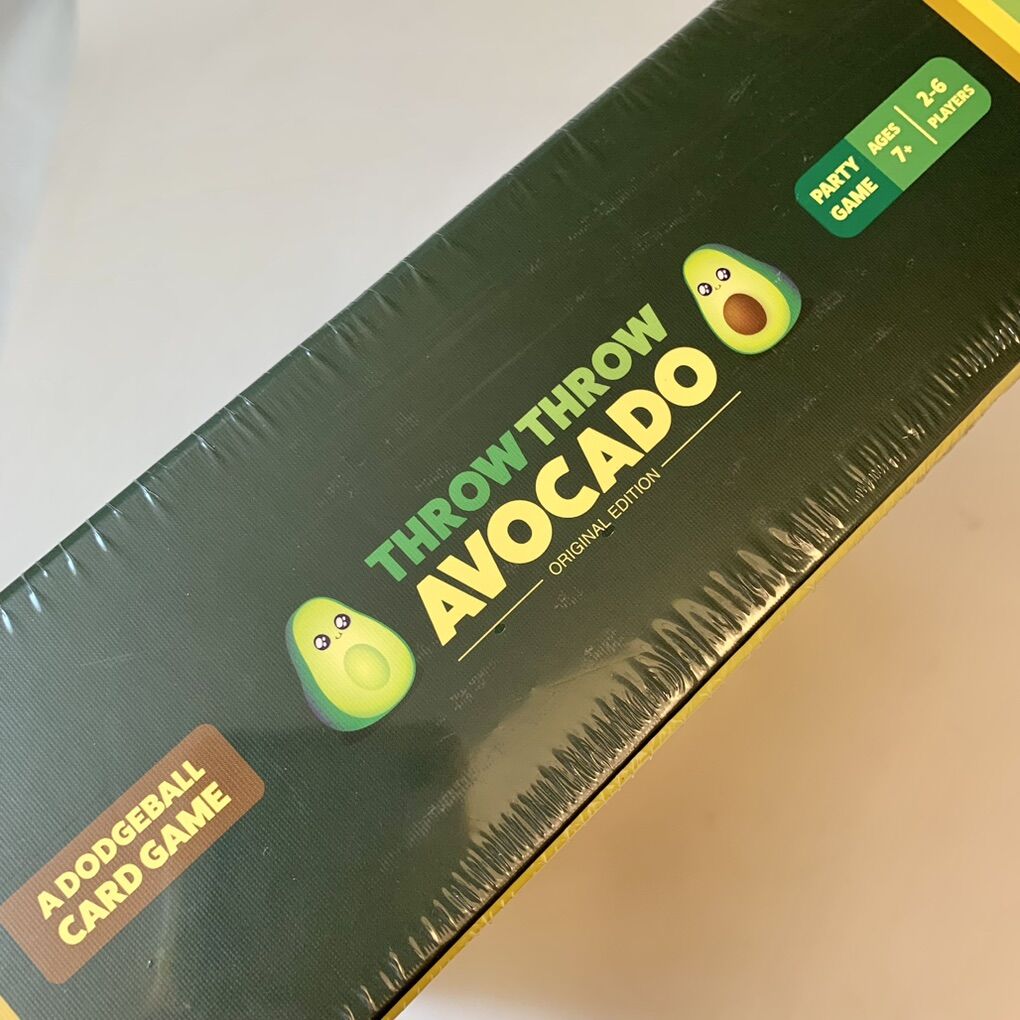 A DODGEBALL
CARD GAME
THROW THROW
AVOCADO
ORIGINAL EDITION
PARTY
GAME
AGES
7+
2-6
PLAYERS